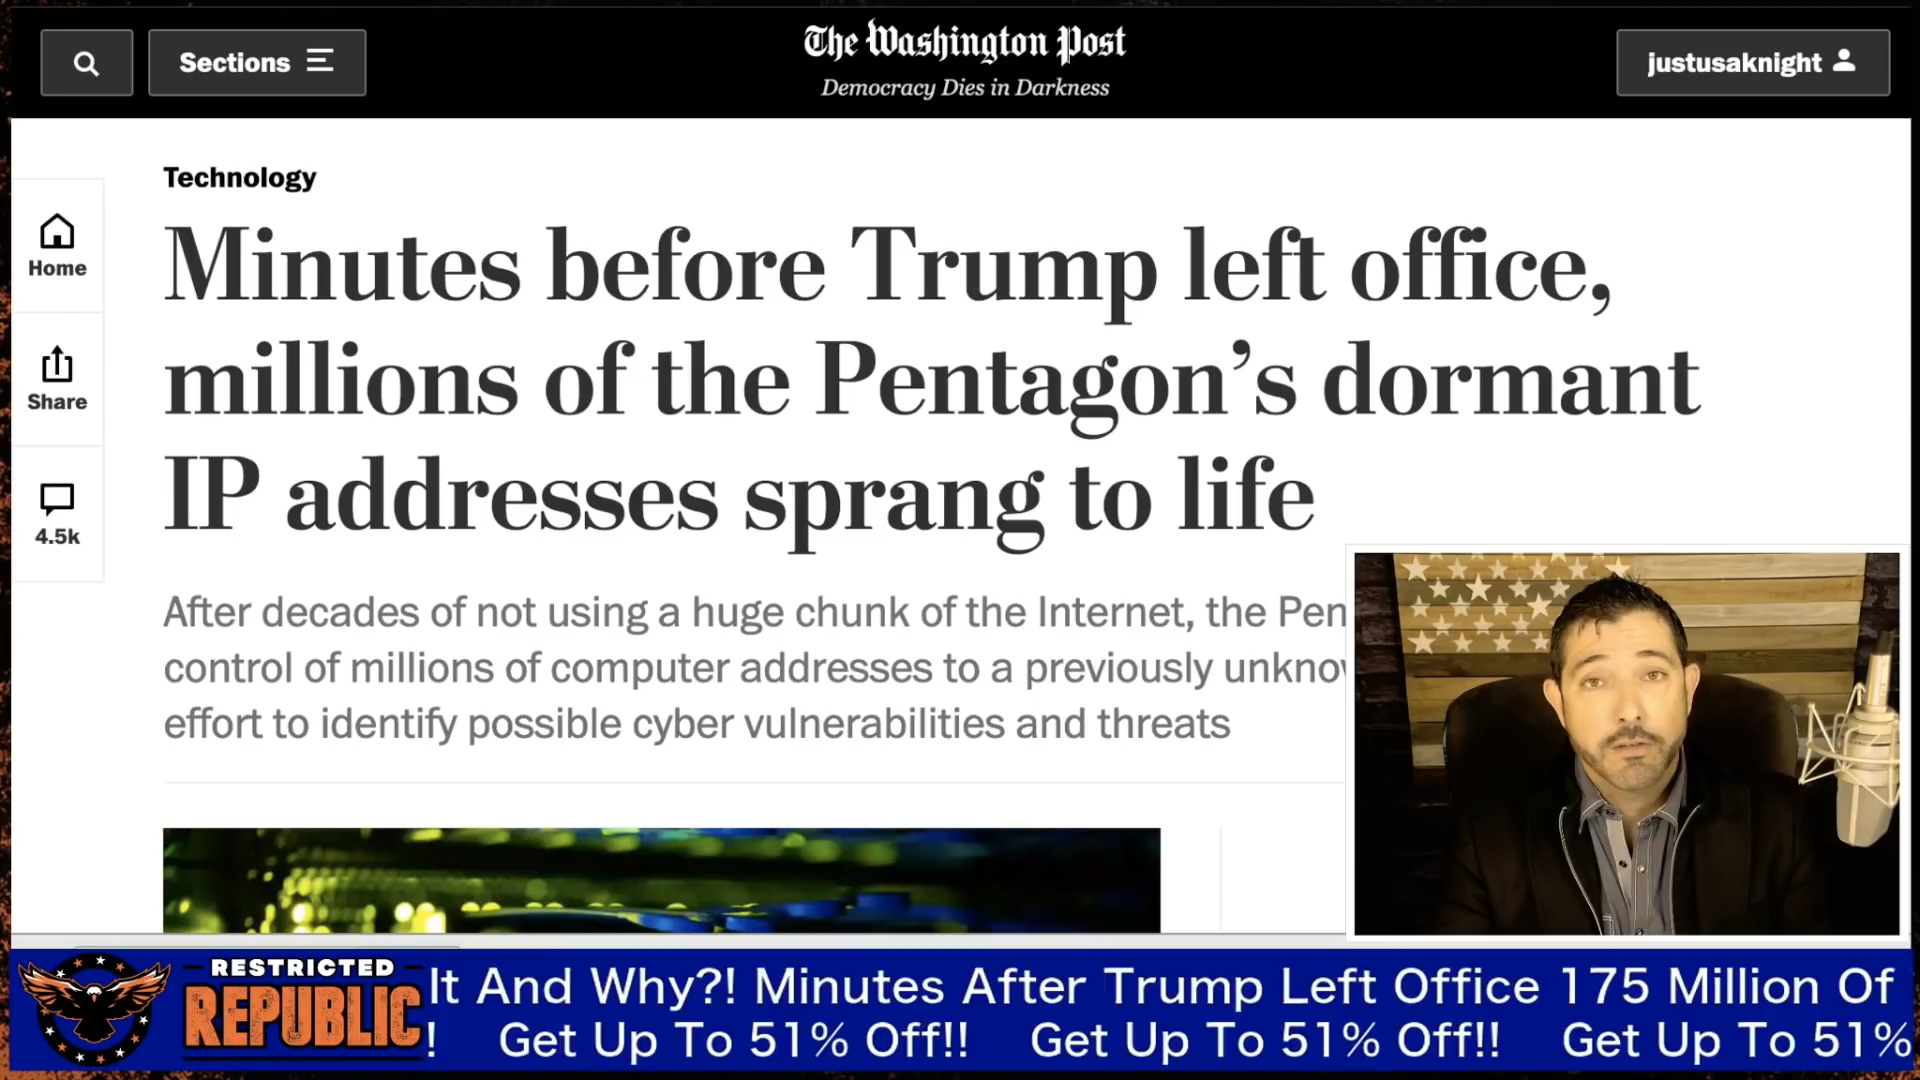 Sections
The Washington Post
Democracy Dies in Darkness
justusaknight
Technology
Home
Share
4.5k
Minutes before Trump left office,
millions of the Pentagon's dormant
IP addresses sprang to life
After decades of not using a huge chunk of the Internet, the Pen
control of millions of computer addresses to a previously unkno
effort to identify possible cyber vulnerabilities and threats
RESTRICTED
REPUBLIC
It And Why?! Minutes After Trump Left Office 175 Million Of
! Get Up To 51% Off!! Get Up To 51% Off!! Get Up To 51%